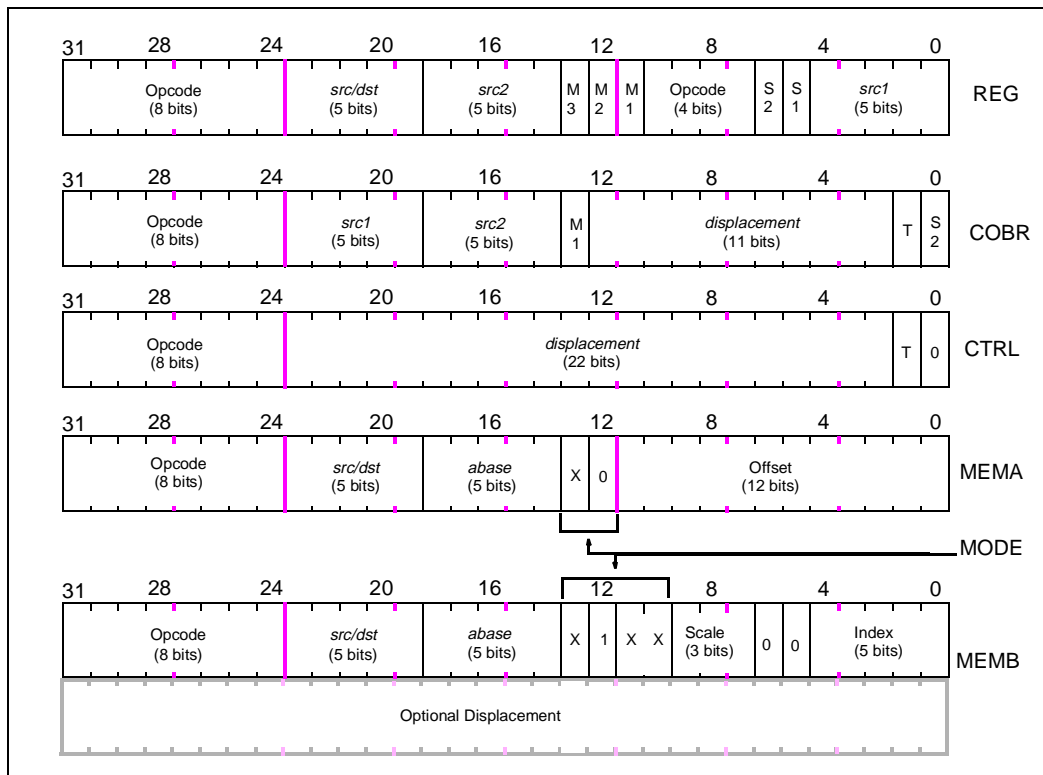 31 28 24 20 16 12 8 4 0
Opcode src/dst src2 M M M Opcode S S src1 REG
(8 bits) (5 bits) (5 bits) 3 2 1 (4 bits) 2 1 (5 bits)
31 28 24 20 16 12 8 4 0
Opcode src1 src2 M displacement T S COBR
(8 bits) (5 bits) (5 bits) 1 (11 bits) 2
31 28 24 20 16 12 8 4 0
Opcode displacement T 0 CTRL
(8 bits) (22 bits)
28 24 20 16 12 8 4 0
31
Opcode src/dst abase X 0 Offset MEMA
(8 bits) (5 bits) (5 bits) (12 bits)
MODE
31 28 24 20 16 12 8 4 0
Opcode src/dst abase X 1 X X Scale 0 0 Index MEMB
(8 bits) (5 bits) (5 bits) (3 bits) (5 bits)
Optional Displacement